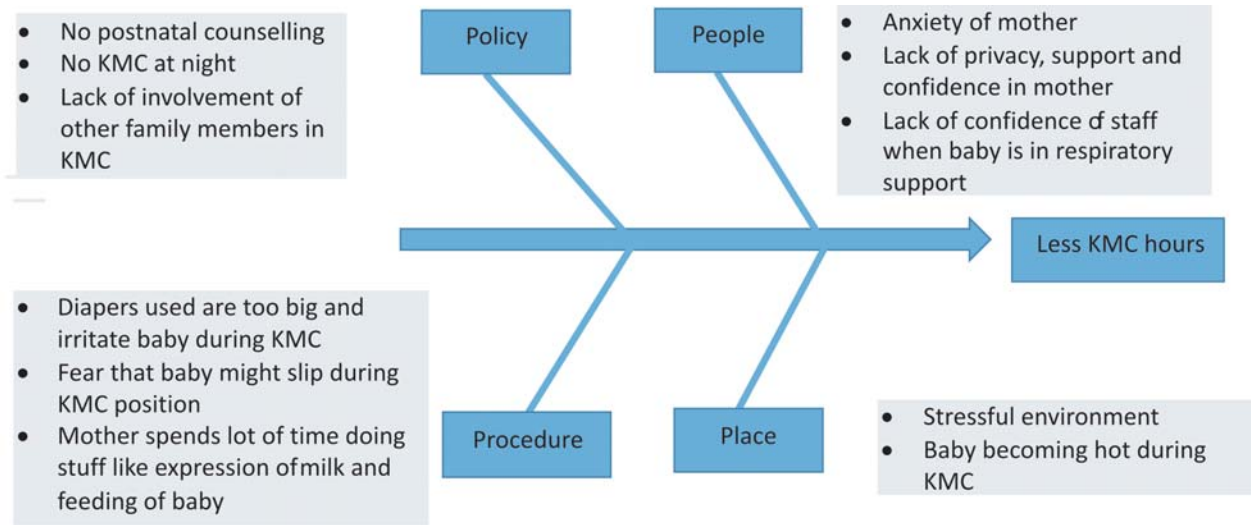 • No postnatal counselling
• No KMC at night
• Lack of involvement of
other family members in
KMC
Policy
People
• Anxiety of mother
• Lack of privacy, support and
confidence in mother
• Lack of confidence of staff
when baby is in respiratory
support
Less KMC hours
• Diapers used are too big and
irritate baby during KMC
• Fear that baby might slip during
KMC position
• Mother spends lot of time doing
stuff like expression of milk and
feeding of baby
Procedure
Place
• Stressful environment
• Baby becoming hot during
KMC